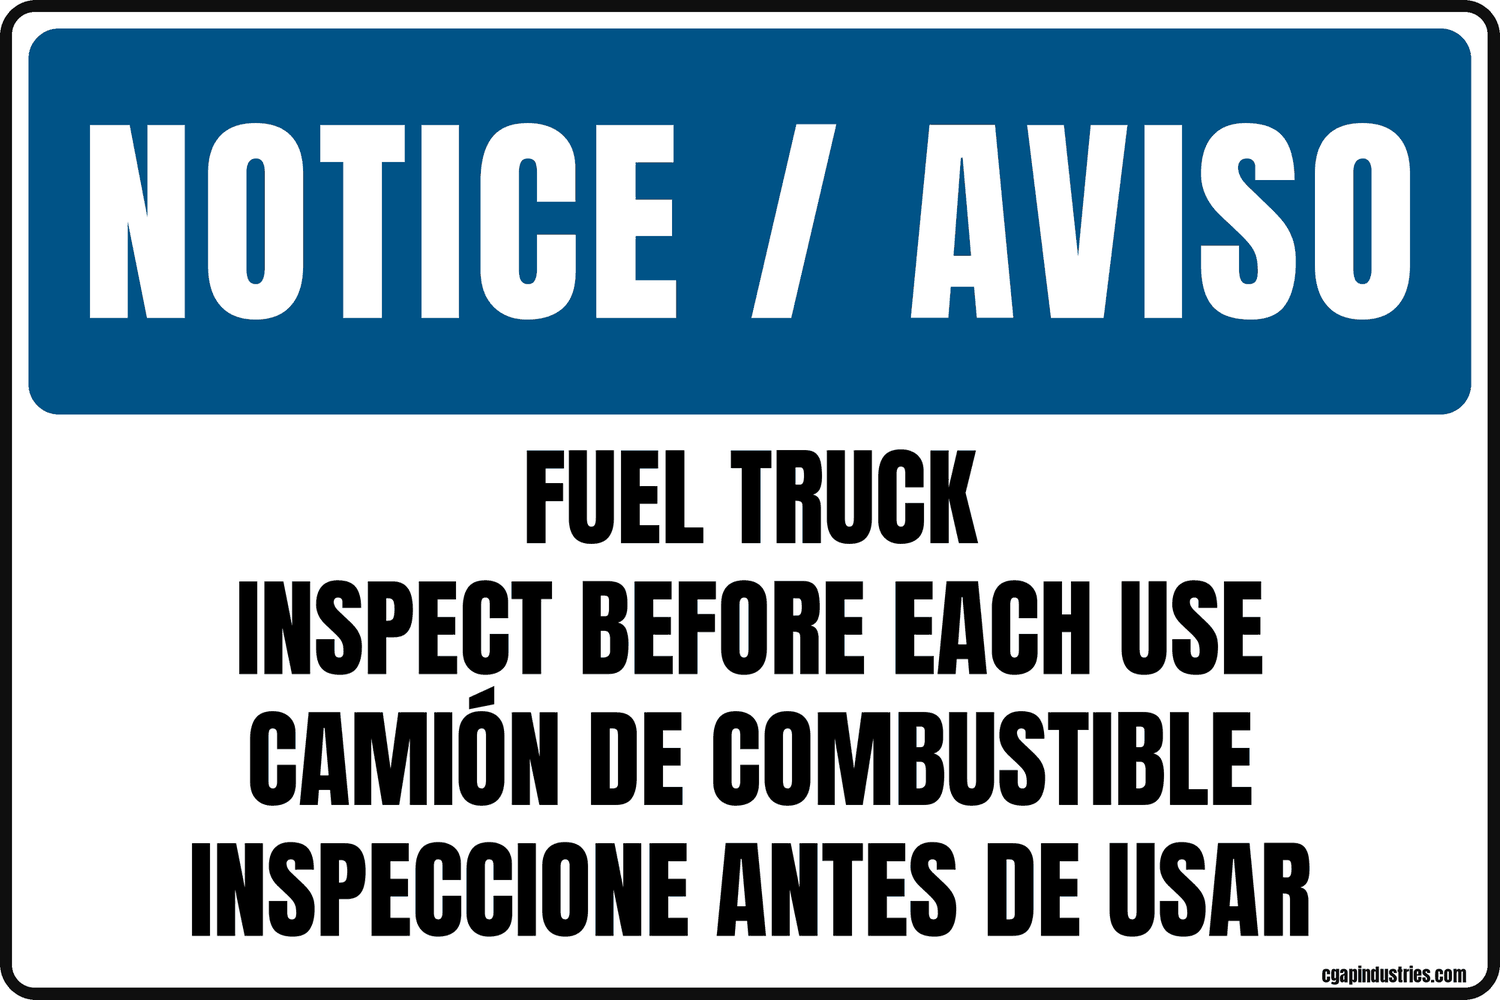 NOTICE / AVISO
FUEL TRUCK
INSPECT BEFORE EACH USE
CAMIÓN DE COMBUSTIBLE
INSPECCIONE ANTES DE USAR
cgapindustries.com